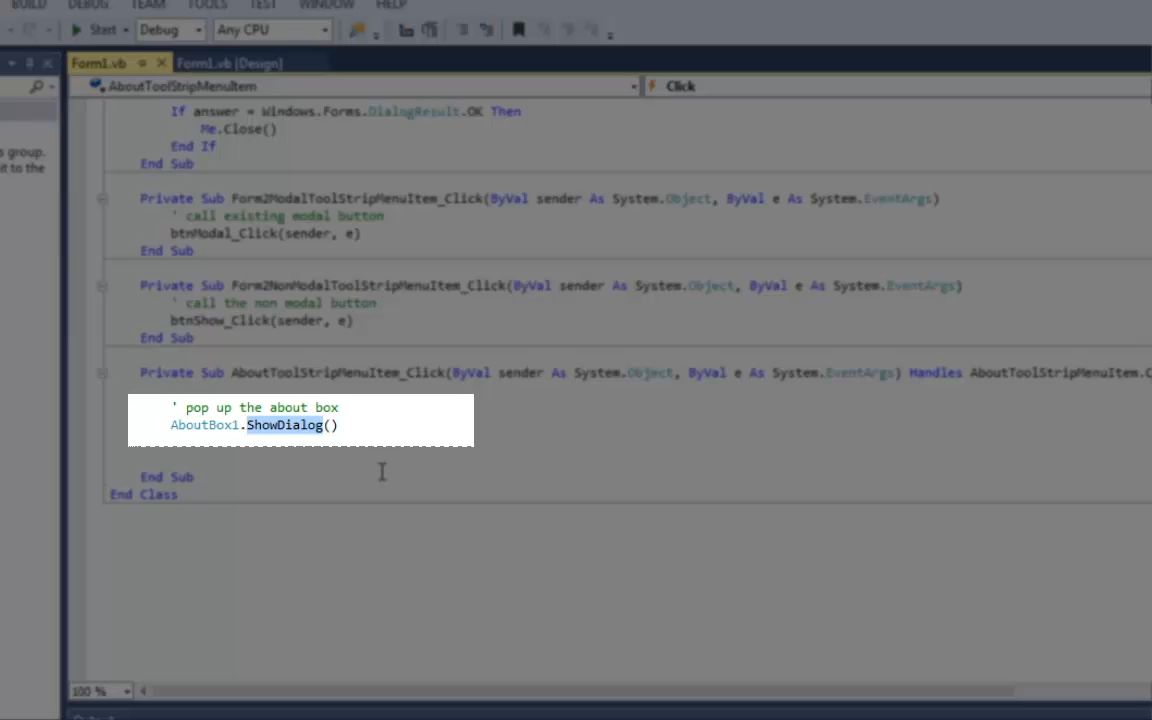 BUILD DEBUG TEAM TOOLS TEST WINDOW HELP
Start Debug Any CPU
Form1.vb Form1.vb [Design]
AboutToolStripMenuItem Click
If answer = Windows.Forms.DialogResult.OK Then
Me.Close()
End If
End Sub
s group.
it to the
Private Sub Form2ModalToolStripMenuItem_Click(ByVal sender As System.Object, ByVal e As System.EventArgs)
' call existing modal button
btnModal_Click(sender, e)
End Sub
Private Sub Form2NonModalToolStripMenuItem_Click(ByVal sender As System.Object, ByVal e As System.EventArgs)
' call the non modal button
btnShow_Click(sender, e)
End Sub
Private Sub AboutToolStripMenuItem_Click(ByVal sender As System.Object, ByVal e As System.EventArgs) Handles AboutToolStripMenuItem.C
' pop up the about box
AboutBox1.ShowDialog()
End Sub
End Class
100 %